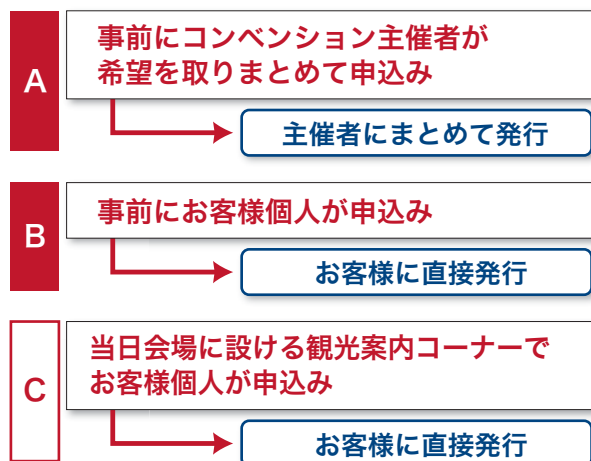 A
事前にコンベンション主催者が
希望を取りまとめて申込み
主催者にまとめて発行
B
事前にお客様個人が申込み
お客様に直接発行
C
当日会場に設ける観光案内コーナーで
お客様個人が申込み
お客様に直接発行